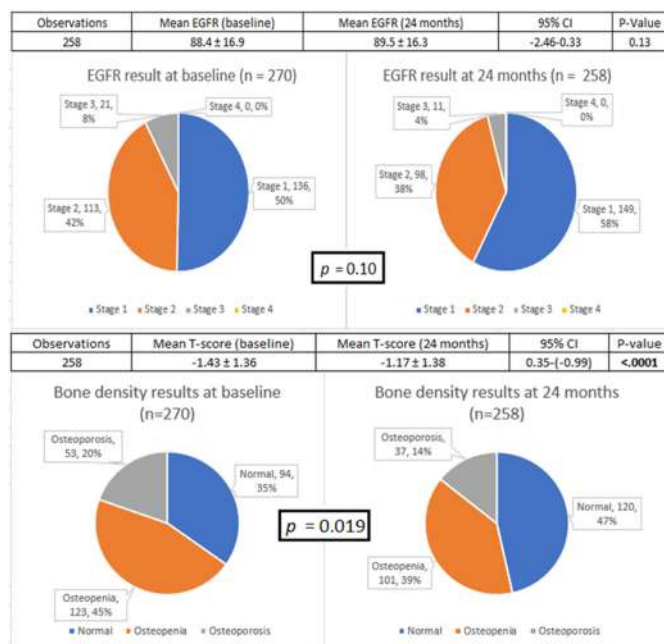 Observations Mean EGFR (baseline) Mean EGFR (24 months) 95% CI P-Value
258 88.4 ± 16.9 89.5 ± 16.3 -2.46-0.33 0.13
EGFR result at baseline (n = 270)
Stage 3, 21, 8%
Stage 4, 0, 0%
Stage 2, 113, 42%
Stage 1, 136, 50%
Stage 1 Stage 2 Stage 3 Stage 4
EGFR result at 24 months (n = 258)
Stage 3, 11, 4%
Stage 4, 0, 0%
Stage 2, 98, 38%
Stage 1, 149, 58%
Stage 1 Stage 2 Stage 3 Stage 4
p = 0.10
Observations Mean T-score (baseline) Mean T-score (24 months) 95% CI P-value
258 -1.43 ± 1.36 -1.17 ± 1.38 0.35-(-0.99) <.0001
Bone density results at baseline
(n=270)
Osteoporosis, 53, 20%
Normal, 94, 35%
Osteopenia, 123, 45%
Normal Osteopenia Osteoporosis
Bone density results at 24 months
(n=258)
Osteoporosis, 37, 14%
Normal, 120, 47%
Osteopenia, 101, 39%
Normal Osteopenia Osteoporosis
p = 0.019